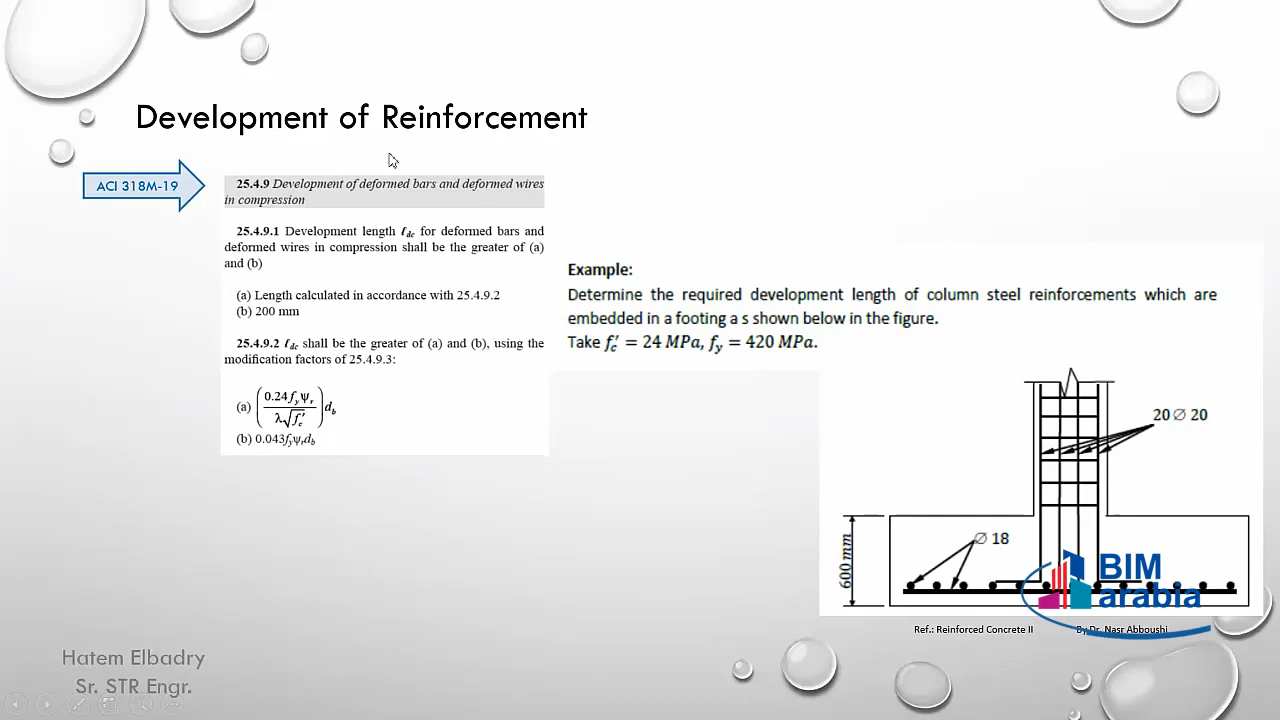 Development of Reinforcement
ACI 318M-19
25.4.9 Development of deformed bars and deformed wires
in compression
25.4.9.1 Development length ℓdc for deformed bars and
deformed wires in compression shall be the greater of (a)
and (b)
(a) Length calculated in accordance with 25.4.9.2
(b) 200 mm
25.4.9.2 ℓdc shall be the greater of (a) and (b), using the
modification factors of 25.4.9.3:
(a) (0.24fyψr / λ√fc′) db
(b) 0.043fyψrdb
Example:
Determine the required development length of column steel reinforcements which are
embedded in a footing a s shown below in the figure.
Take fc′ = 24 MPa, fy = 420 MPa.
20 ∅ 20
∅ 18
600 mm
BIM
arabia
Ref.: Reinforced Concrete II By Dr. Nasr Abboushi
Hatem Elbadry
Sr. STR Engr.